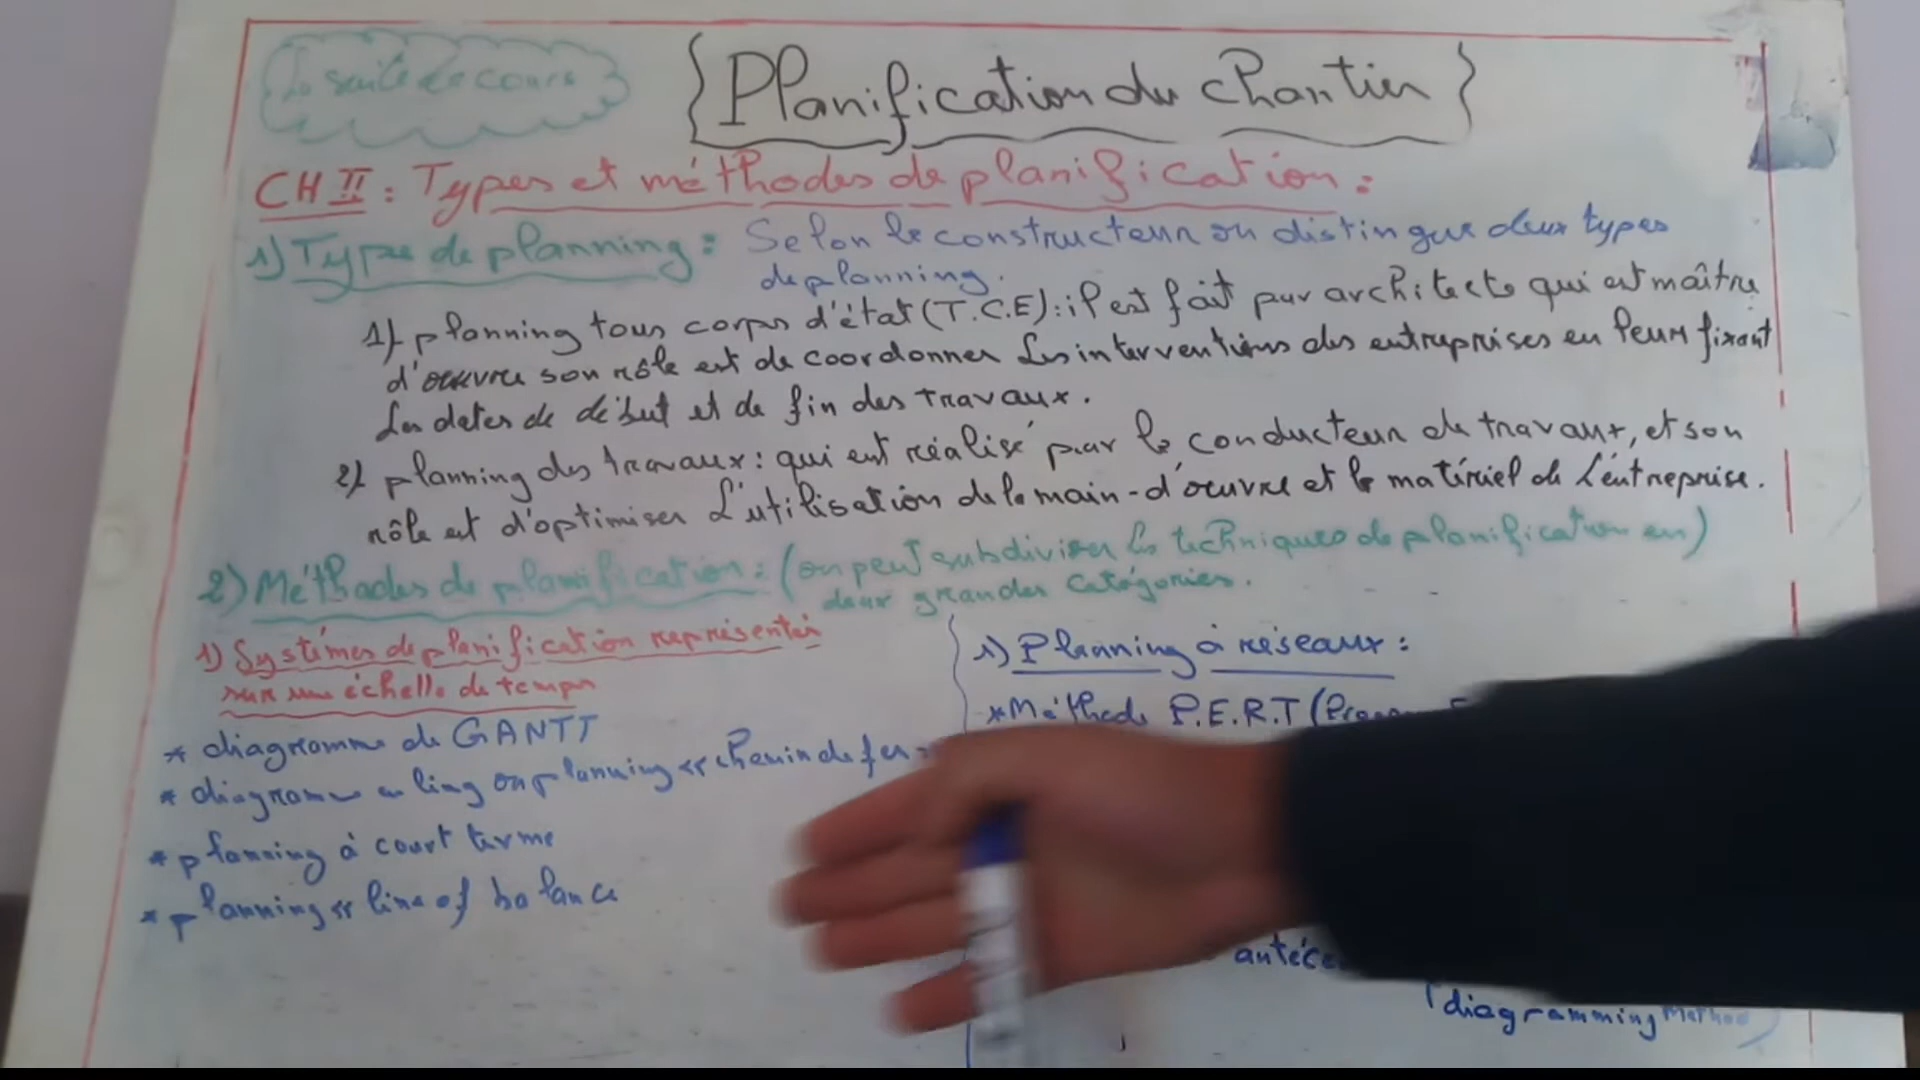 La suite de cours
{Planification du chantier}
CH II : Types et méthodes de planification :
1) Types de planning : Selon le constructeur on distingue deux types
de planning.
1) planning tous corps d'état (T.C.E) : il est fait par architecte qui est maître
d'oeuvre son rôle est de coordonner les interventions des entreprises en leur fixant
les dates de début et de fin des travaux.
2) planning des travaux : qui est réalisé par le conducteur de travaux, et son
rôle est d'optimiser l'utilisation de la main-d'oeuvre et le matériel de l'entreprise.
2) Méthodes de planification : (on peut subdiviser les techniques de planification en)
deux grandes catégories.
1) Systèmes de planification représentés
sur une échelle de temps
* diagramme de GANTT
* diagramme en ling ou planning << chemin de fer
* planning à court terme
* planning << line of balance
1) Planning à réseaux :
* Méthode P.E.R.T (
diagramming Method)